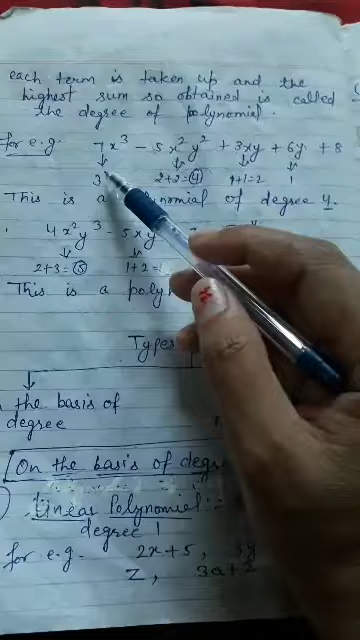 each term is taken up and the
highest sum so obtained is called
the degree of polynomial.
for e.g. 7x³ - 5x²y² + 3xy + 6y + 8
3 2+2=4 1+1=2 1
This is a polynomial of degree 4.
4x²y³ - 5xy
2+3=5 1+2=
This is a poly
Types
the basis of
degree
On the basis of degr
Linear Polynomial :-
degree 1
for e.g. 2x+5, 3y
z, 3a+2